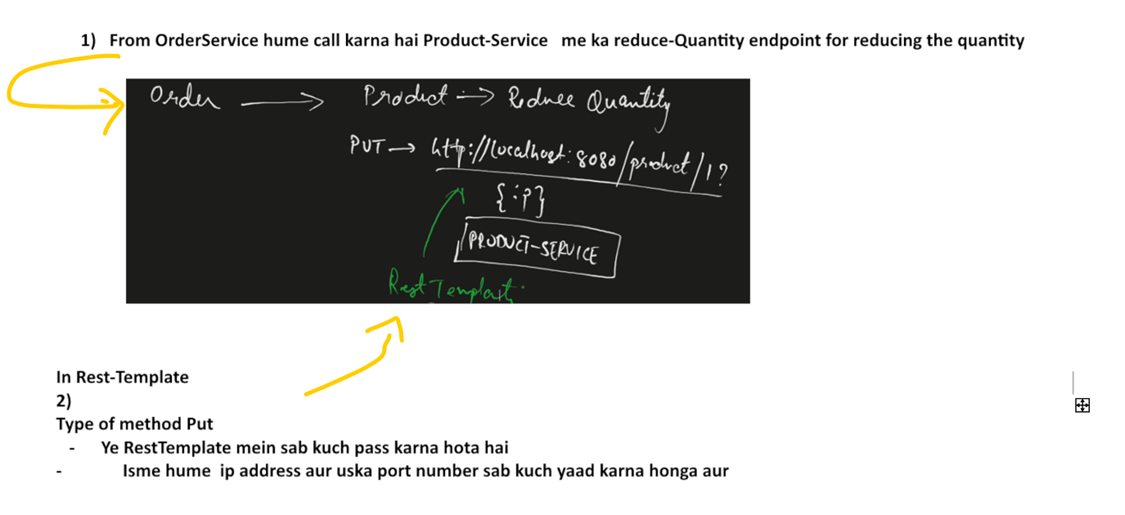 1) From OrderService hume call karna hai Product-Service me ka reduce-Quantity endpoint for reducing the quantity
Order → Product → Reduce Quantity
PUT → http://localhost:8080/product/1?
{:P}
PRODUCT-SERVICE
Rest Template
In Rest-Template
2)
Type of method Put
- Ye RestTemplate mein sab kuch pass karna hota hai
- Isme hume ip address aur uska port number sab kuch yaad karna honga aur